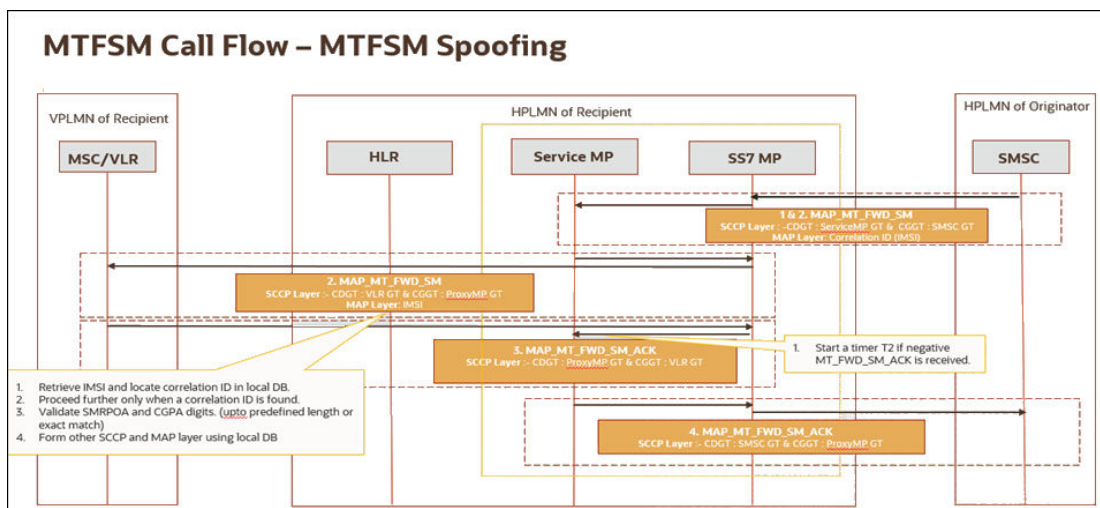 MTFSM Call Flow – MTFSM Spoofing
VPLMN of Recipient
HPLMN of Recipient
HPLMN of Originator
MSC/VLR
HLR
Service MP
SS7 MP
SMSC
1 & 2. MAP_MT_FWD_SM
SCCP Layer : -CDGT : ServiceMP GT & CGGT : SMSC GT
MAP Layer: Correlation ID (IMSI)
2. MAP_MT_FWD_SM
SCCP Layer :- CDGT : VLR GT & CGGT : ProxyMP GT
MAP Layer: IMSI
1. Start a timer T2 if negative
MT_FWD_SM_ACK is received.
3. MAP_MT_FWD_SM_ACK
SCCP Layer :- CDGT : ProxyMP GT & CGGT : VLR GT
1. Retrieve IMSI and locate correlation ID in local DB.
2. Proceed further only when a correlation ID is found.
3. Validate SMRPOA and CGPA digits. (upto predefined length or
exact match)
4. Form other SCCP and MAP layer using local DB
4. MAP_MT_FWD_SM_ACK
SCCP Layer :- CDGT : SMSC GT & CGGT : ProxyMP GT